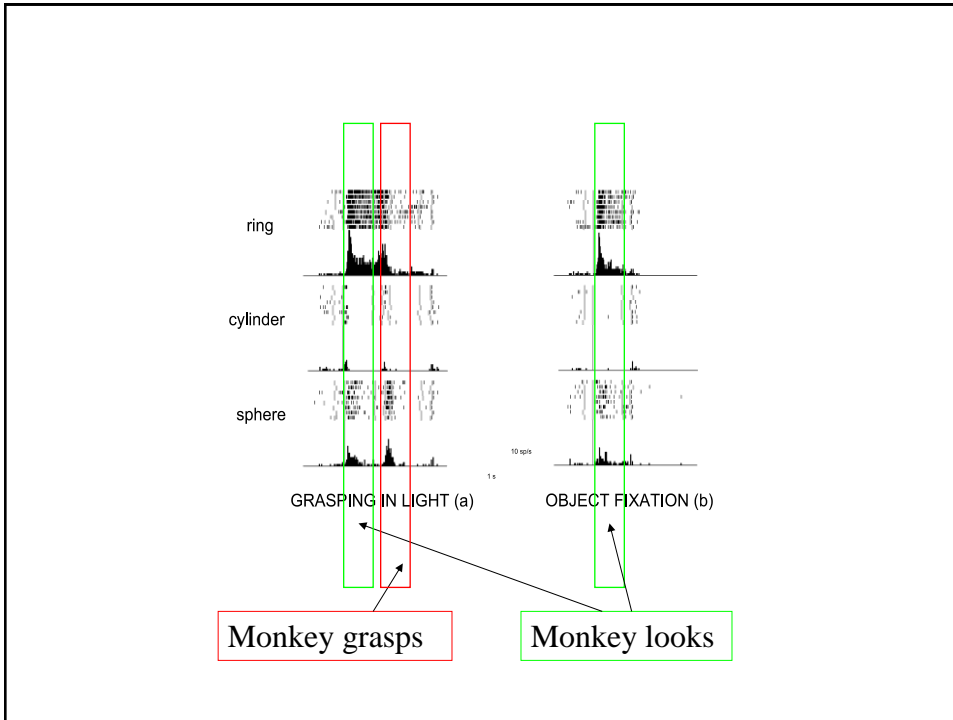 ring
cylinder
sphere
10 sp/s
1 s
GRASPING IN LIGHT (a)
OBJECT FIXATION (b)
Monkey grasps
Monkey looks